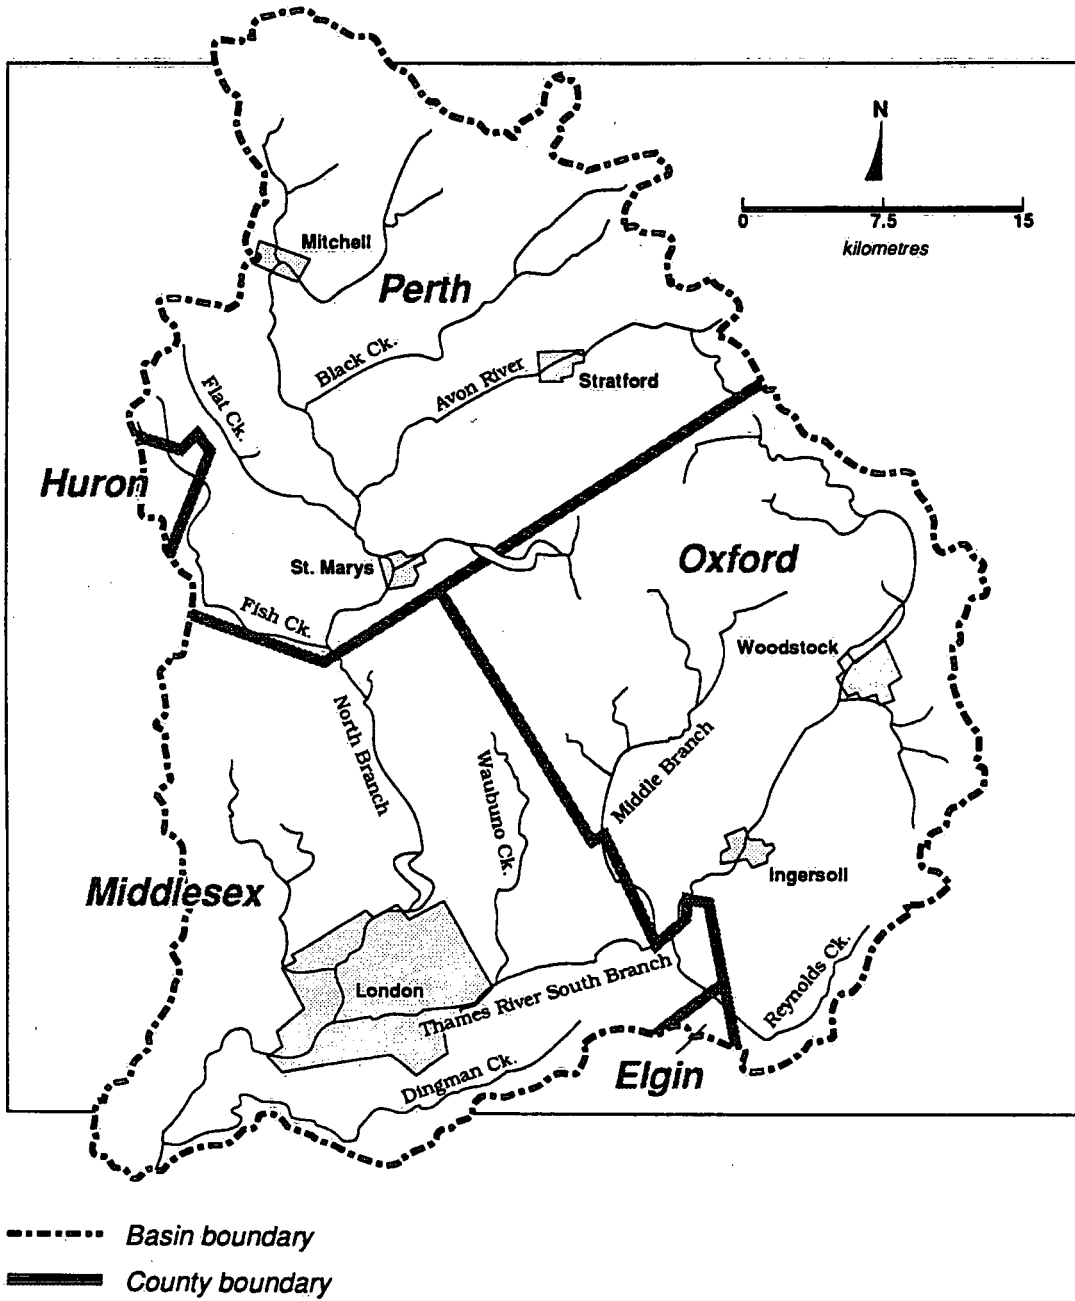 N
0 7.5 15
kilometres
Mitchell
Perth
Black Ck.
Avon River
Stratford
Flat Ck.
Huron
St. Marys
Oxford
Fish Ck.
Woodstock
North Branch
Waubuno Ck.
Middle Branch
Ingersoll
Middlesex
London
Thames River South Branch
Reynolds Ck.
Dingman Ck.
Elgin
Basin boundary
County boundary